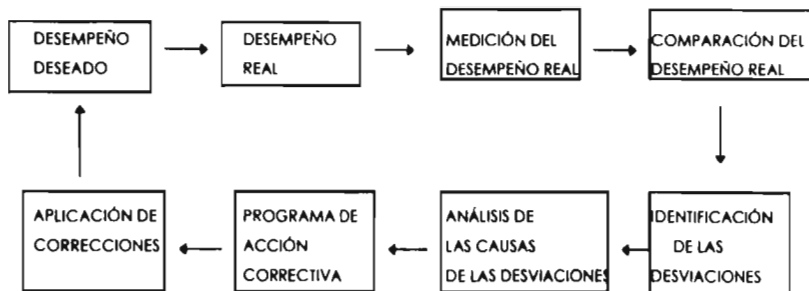 DESEMPEÑO
DESEADO
DESEMPEÑO
REAL
MEDICIÓN DEL
DESEMPEÑO REAL
COMPARACIÓN DEL
DESEMPEÑO REAL
IDENTIFICACIÓN
DE LAS
DESVIACIONES
ANÁLISIS DE
LAS CAUSAS
DE LAS DESVIACIONES
PROGRAMA DE
ACCIÓN
CORRECTIVA
APLICACIÓN DE
CORRECCIONES